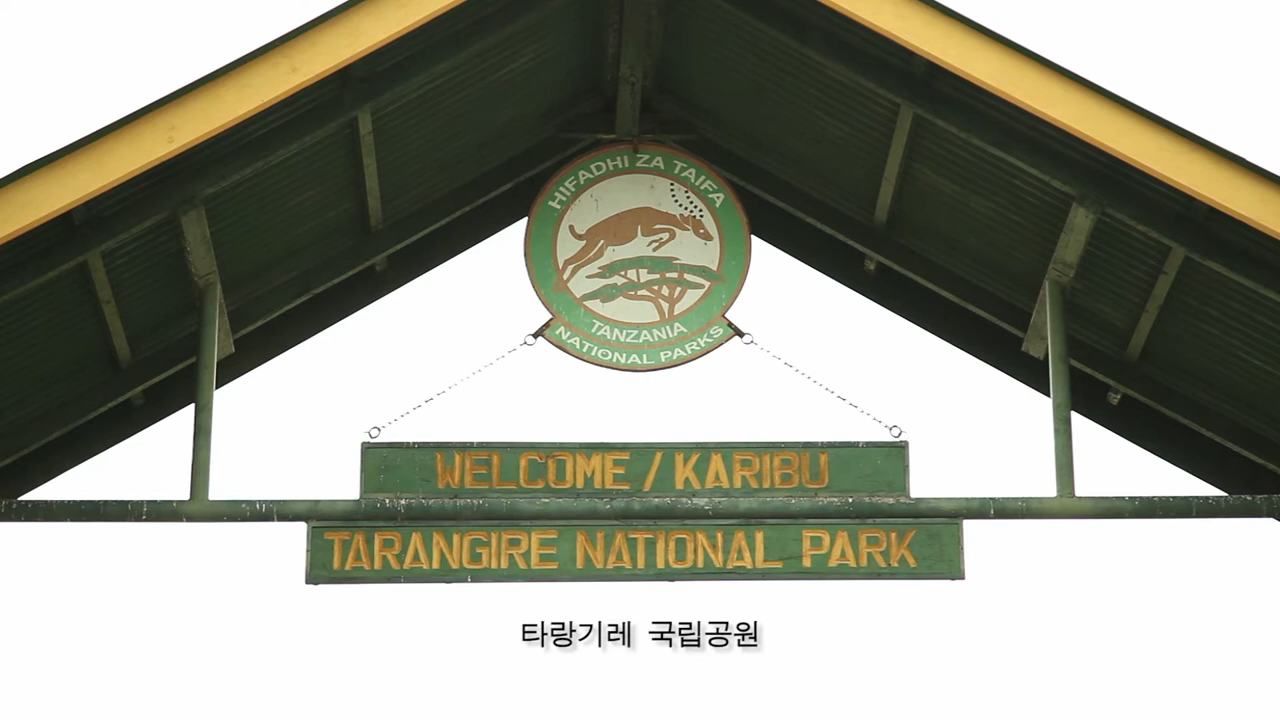 HIFADHI ZA TAIFA
TANZANIA
NATIONAL PARKS
WELCOME / KARIBU
TARANGIRE NATIONAL PARK
타랑기레 국립공원